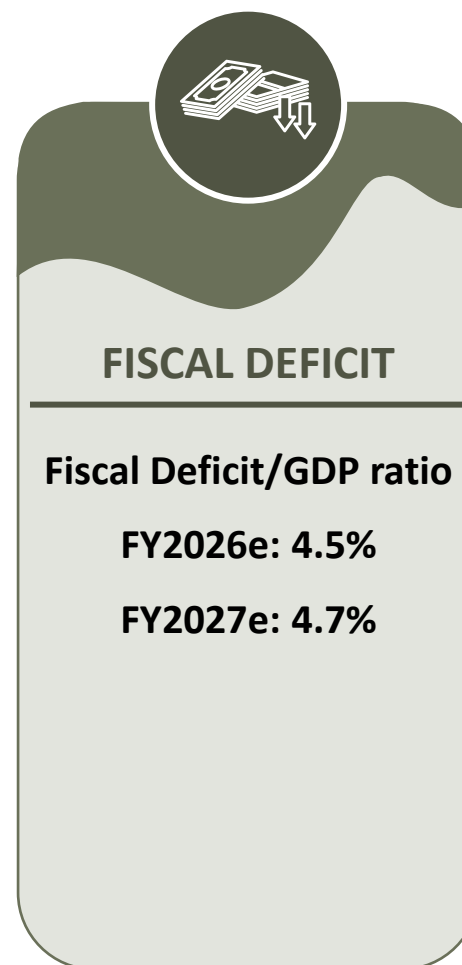 FISCAL DEFICIT
Fiscal Deficit/GDP ratio
FY2026e: 4.5%
FY2027e: 4.7%